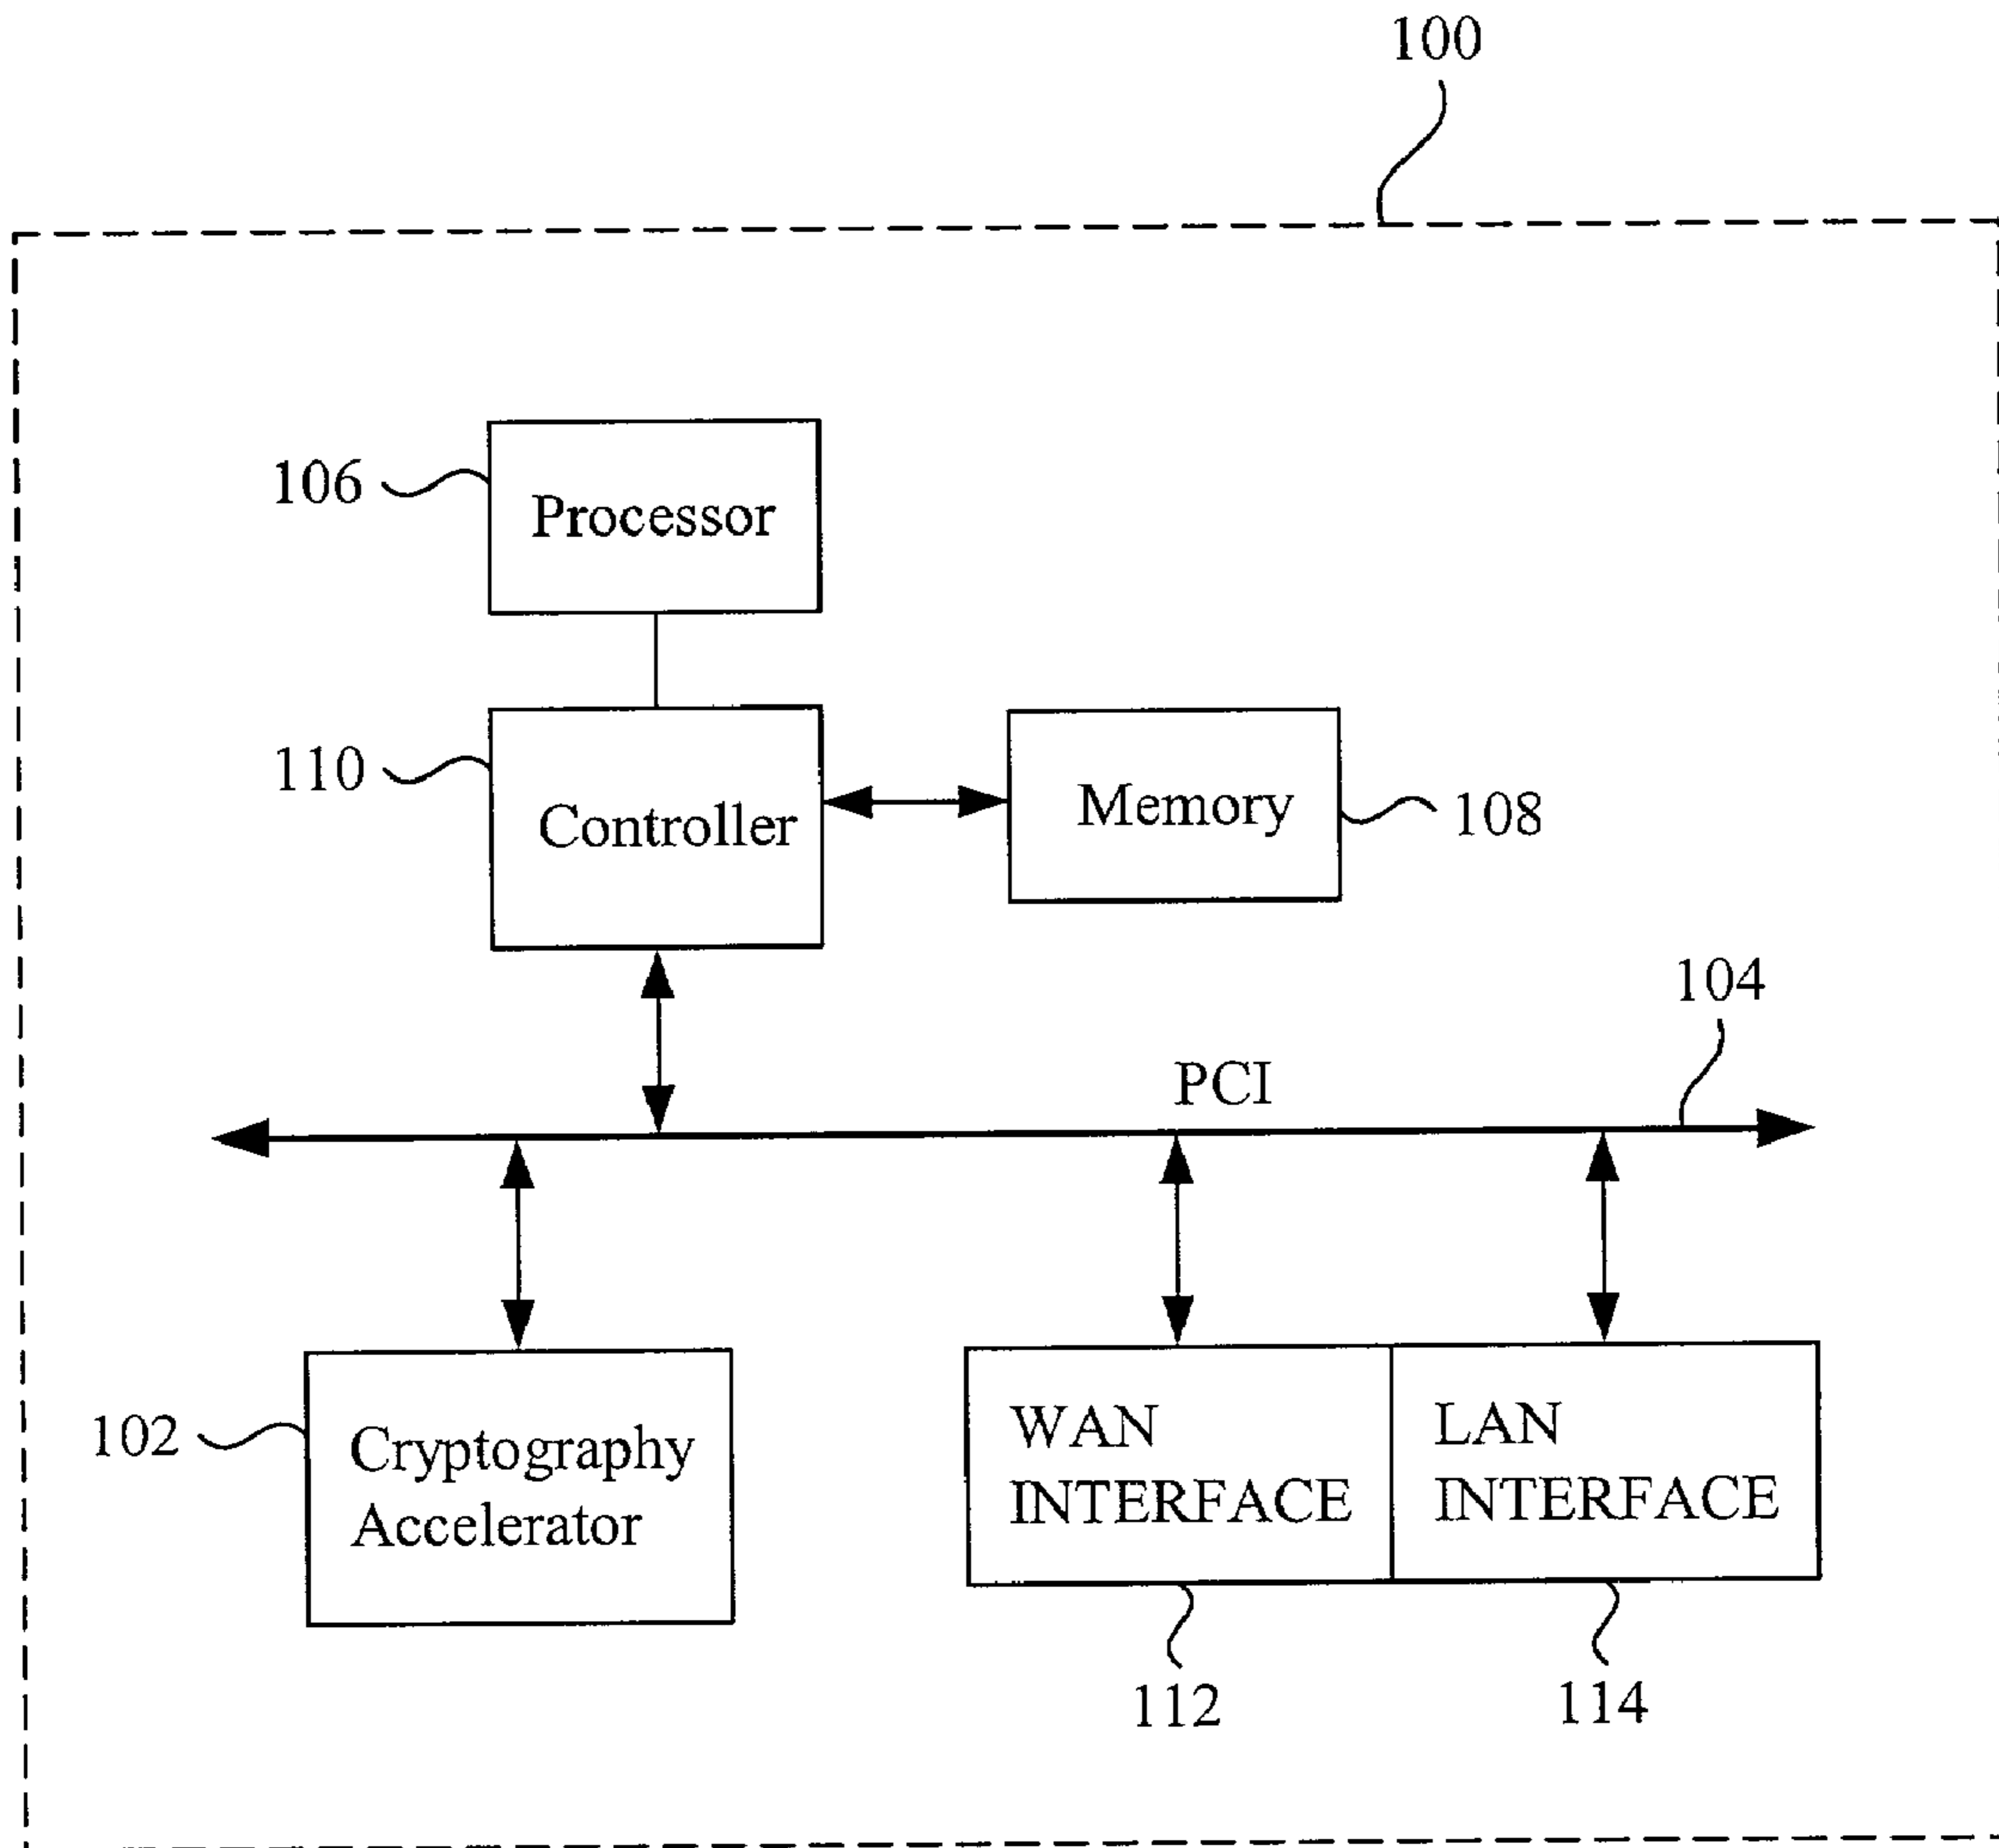 100
106
Processor
110
Controller
Memory
108
104
PCI
102
Cryptography
Accelerator
WAN
INTERFACE
LAN
INTERFACE
112
114